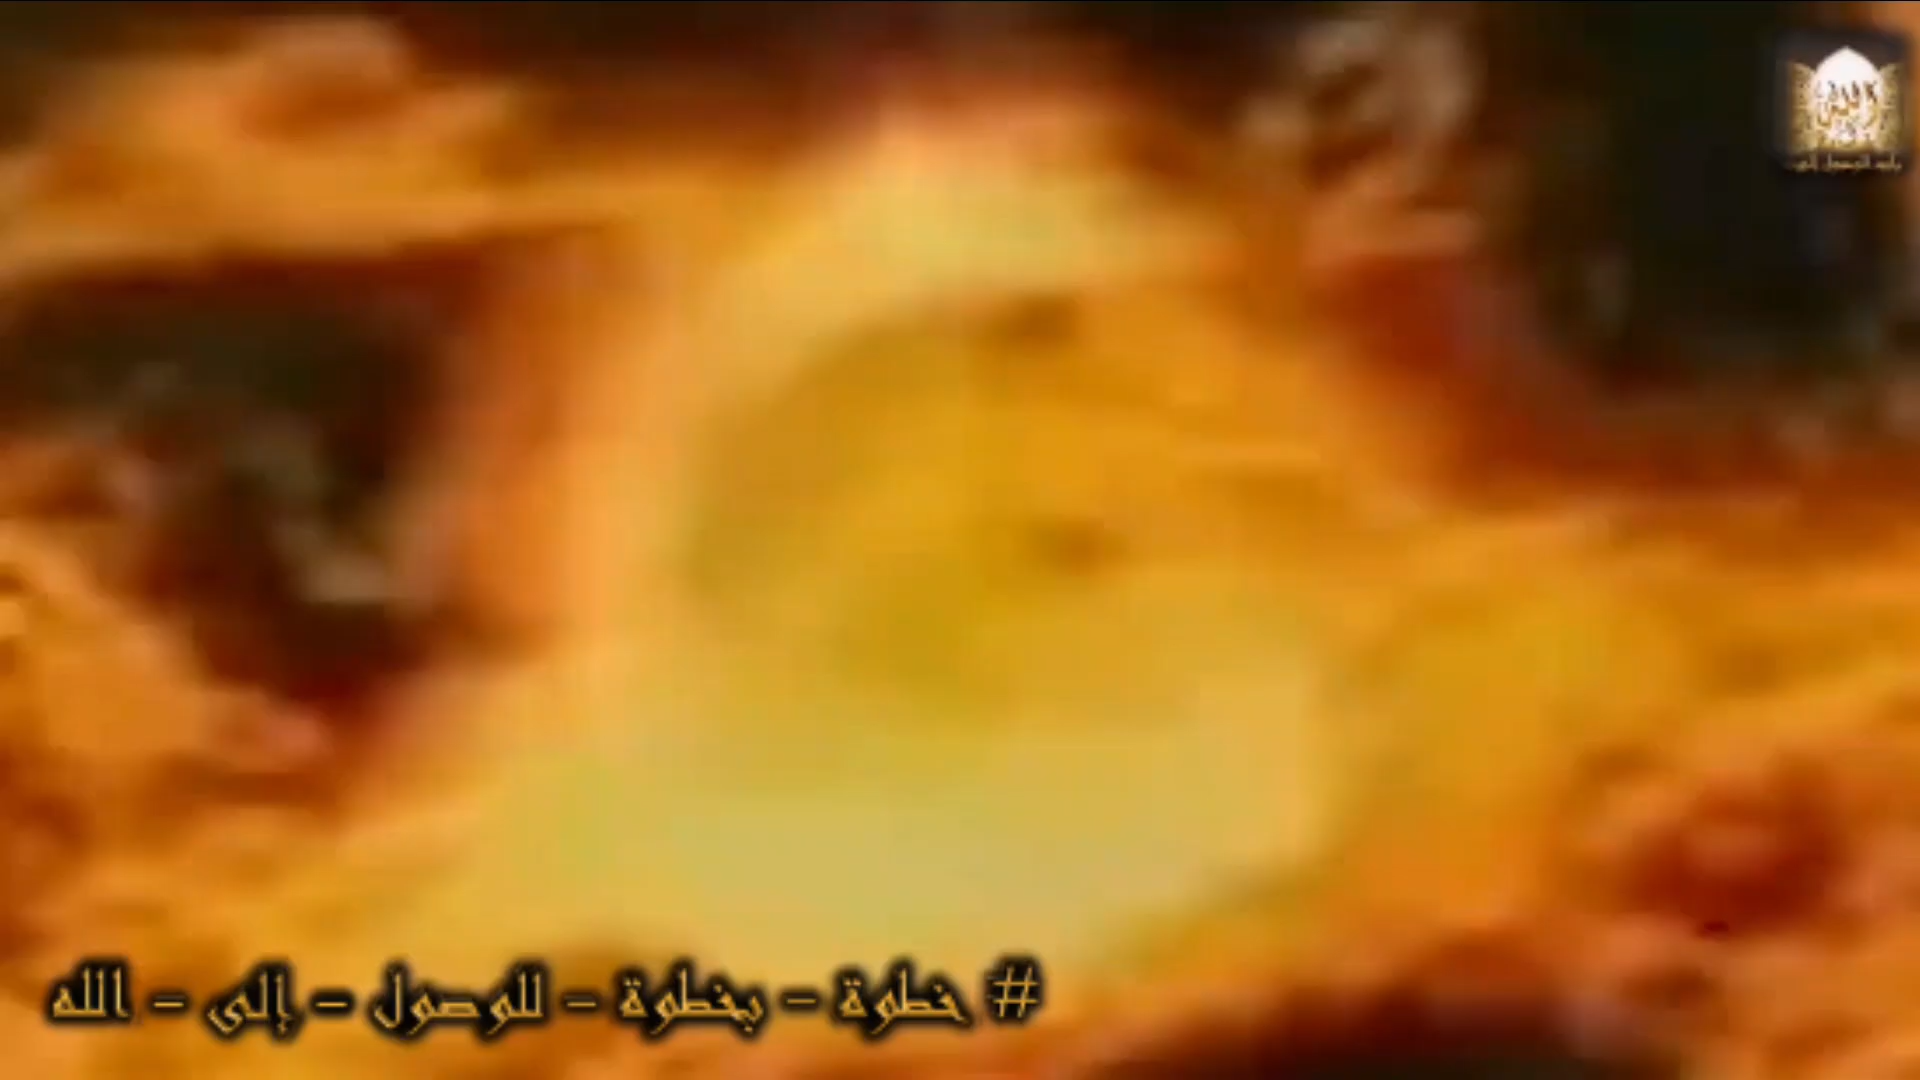 # خطوة - بخطوة - للوصول - إلى - الله